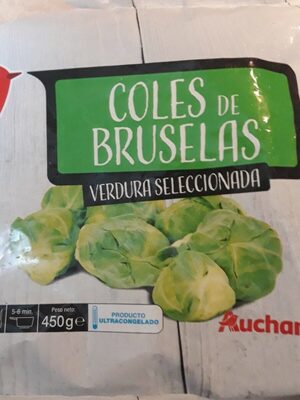 COLES DE
BRUSELAS
VERDURA SELECCIONADA
5-6 min.
Peso neto:
450g e
PRODUCTO
ULTRACONGELADO
Auchan